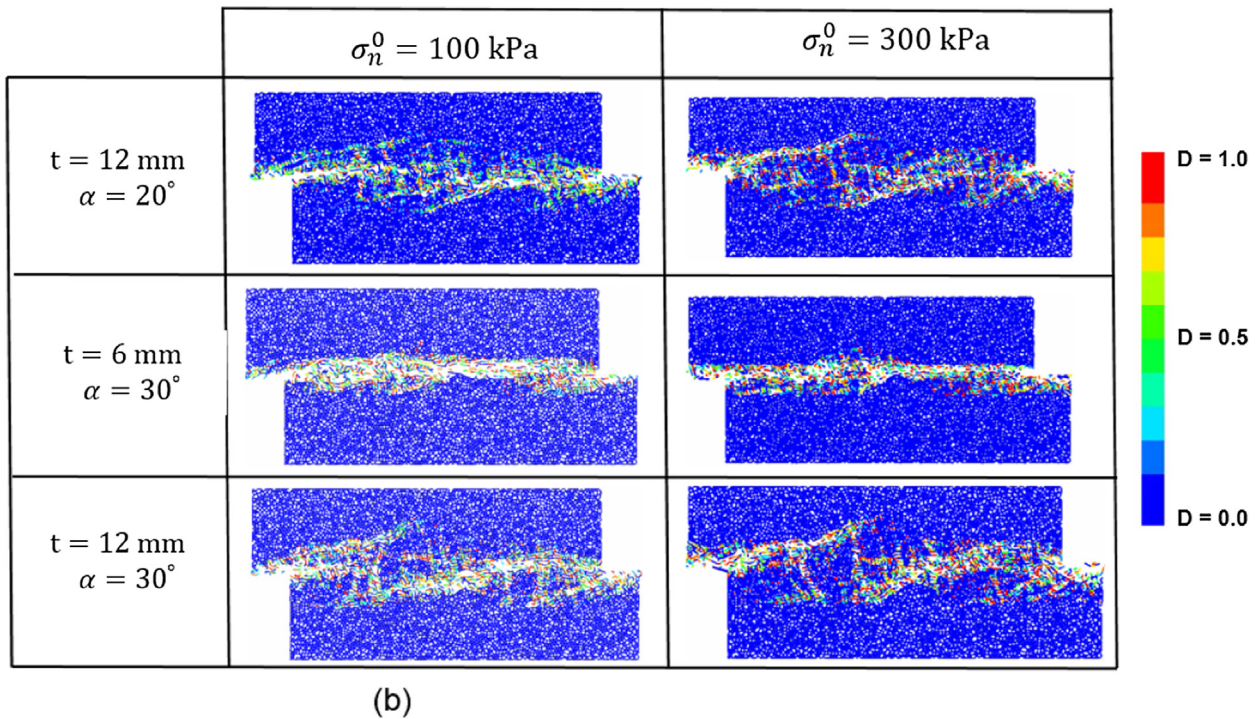 σ_n^0 = 100 kPa
σ_n^0 = 300 kPa
t = 12 mm
α = 20°
t = 6 mm
α = 30°
t = 12 mm
α = 30°
D = 1.0
D = 0.5
D = 0.0
(b)